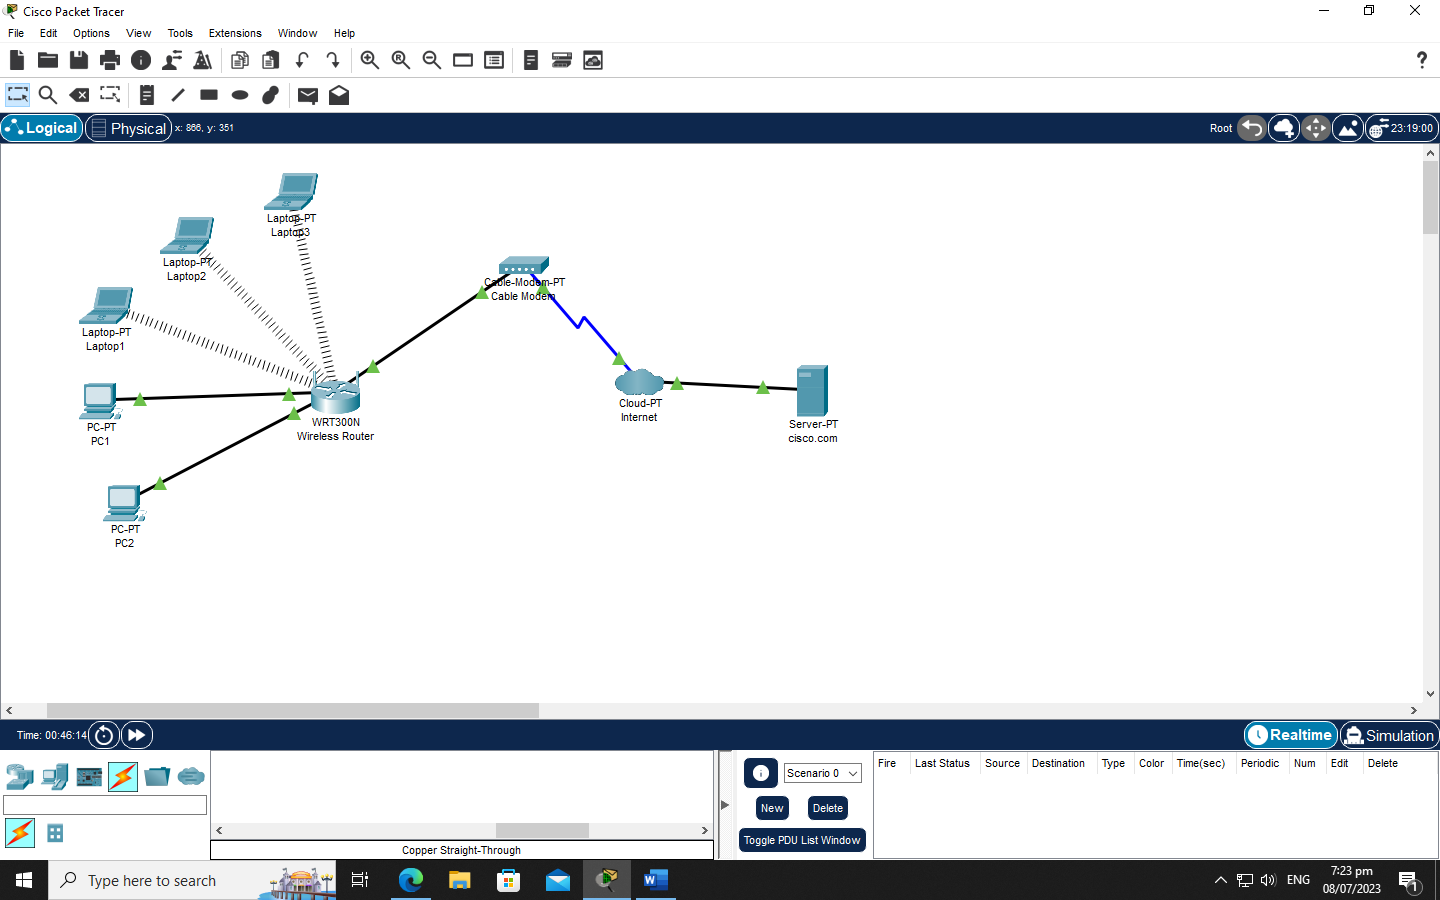 Cisco Packet Tracer
File Edit Options View Tools Extensions Window Help
Logical Physical x: 866, y: 351 Root 23:19:00
Laptop-PT
Laptop3
Laptop-PT
Laptop2
Cable-Modem-PT
Cable Modem
Laptop-PT
Laptop1
Cloud-PT
Internet
PC-PT
PC1
WRT300N
Wireless Router
Server-PT
cisco.com
PC-PT
PC2
Time: 00:46:14 Realtime Simulation
Scenario 0
New Delete
Toggle PDU List Window
Fire Last Status Source Destination Type Color Time(sec) Periodic Num Edit Delete
Copper Straight-Through
Type here to search
ENG
7:23 pm
08/07/2023
1